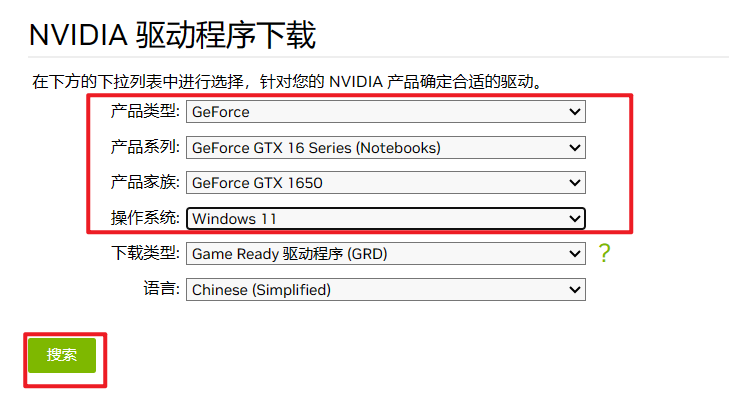 NVIDIA 驱动程序下载
在下方的下拉列表中进行选择，针对您的 NVIDIA 产品确定合适的驱动。
产品类型: GeForce
产品系列: GeForce GTX 16 Series (Notebooks)
产品家族: GeForce GTX 1650
操作系统: Windows 11
下载类型: Game Ready 驱动程序 (GRD) ?
语言: Chinese (Simplified)
搜索